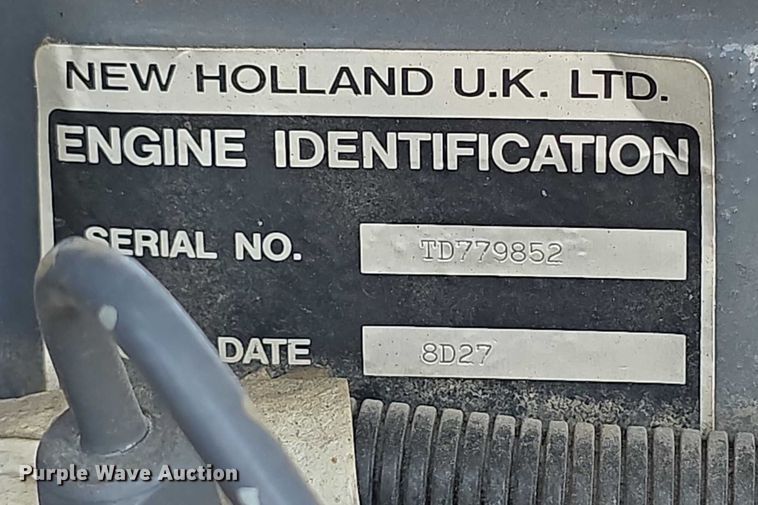 NEW HOLLAND U.K. LTD.
ENGINE IDENTIFICATION
SERIAL NO. TD779852
DATE 8D27
Purple Wave Auction